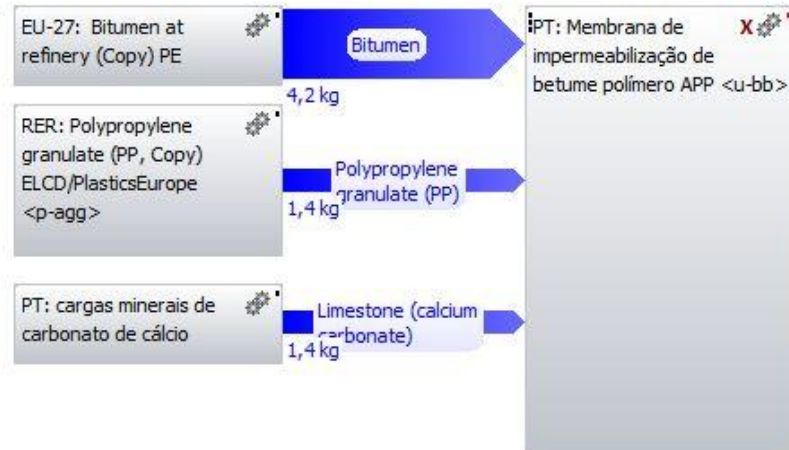 EU-27: Bitumen at
refinery (Copy) PE
Bitumen
4,2 kg
PT: Membrana de
impermeabilização de
betume polímero APP <u-bb>
X
RER: Polypropylene
granulate (PP, Copy)
ELCD/PlasticsEurope
<p-agg>
Polypropylene
granulate (PP)
1,4 kg
PT: cargas minerais de
carbonato de cálcio
Limestone (calcium
carbonate)
1,4 kg